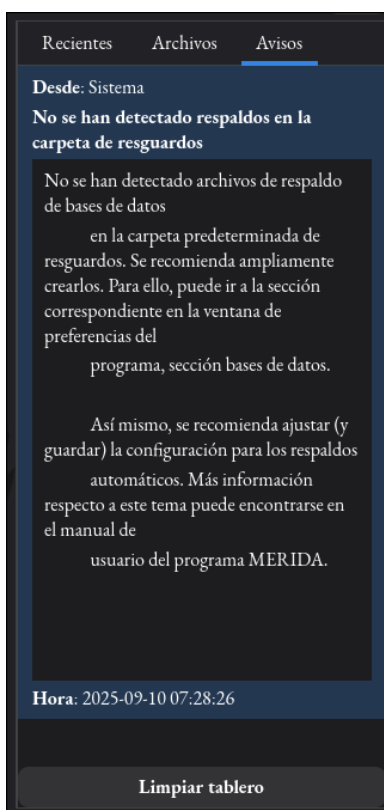 Recientes Archivos Avisos
Desde: Sistema
No se han detectado respaldos en la
carpeta de resguardos
No se han detectado archivos de respaldo
de bases de datos
en la carpeta predeterminada de
resguardos. Se recomienda ampliamente
crearlos. Para ello, puede ir a la sección
correspondiente en la ventana de
preferencias del
programa, sección bases de datos.
Así mismo, se recomienda ajustar (y
guardar) la configuración para los respaldos
automáticos. Más información
respecto a este tema puede encontrarse en
el manual de
usuario del programa MERIDA.
Hora: 2025-09-10 07:28:26
Limpiar tablero